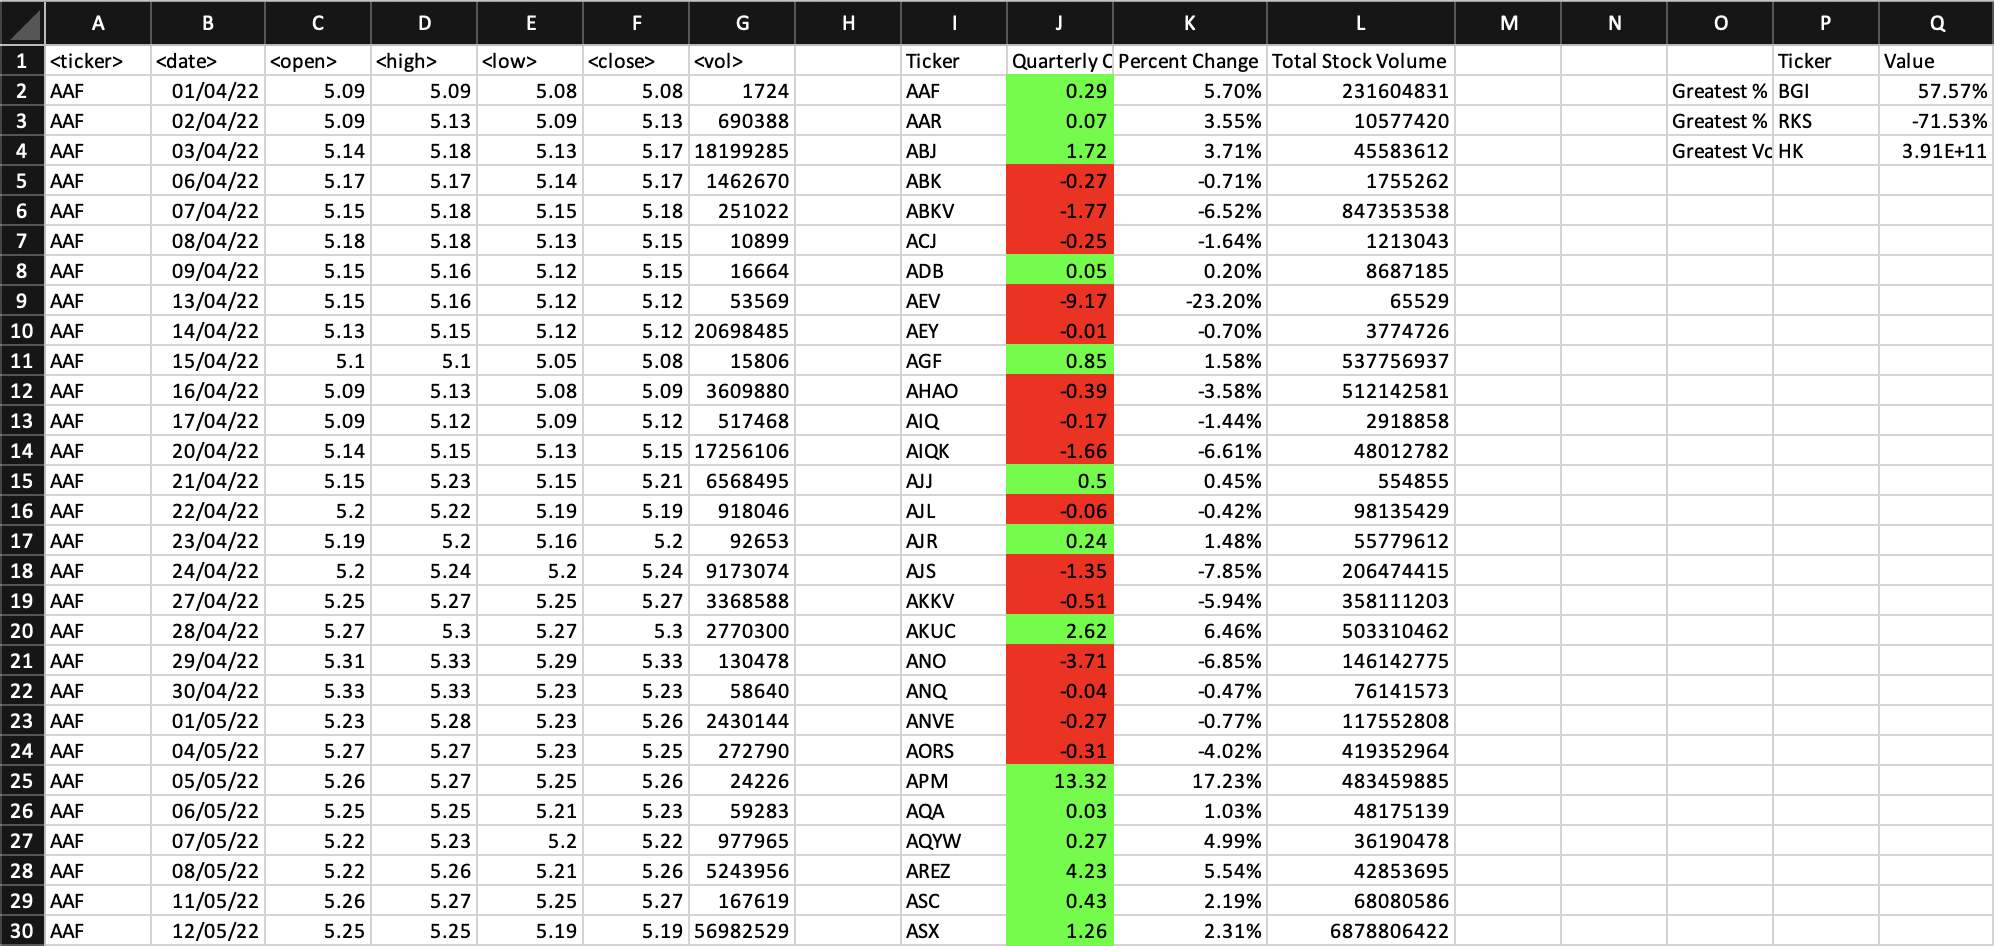 A B C D E F G H I J K L M N O P Q
1 <ticker> <date> <open> <high> <low> <close> <vol> Ticker Quarterly C Percent Change Total Stock Volume Ticker Value
2 AAF 01/04/22 5.09 5.09 5.08 5.08 1724 AAF 0.29 5.70% 231604831 Greatest % BGI 57.57%
3 AAF 02/04/22 5.09 5.13 5.09 5.13 690388 AAR 0.07 3.55% 10577420 Greatest % RKS -71.53%
4 AAF 03/04/22 5.14 5.18 5.13 5.17 18199285 ABJ 1.72 3.71% 45583612 Greatest Vo HK 3.91E+11
5 AAF 06/04/22 5.17 5.17 5.14 5.17 1462670 ABK -0.27 -0.71% 1755262
6 AAF 07/04/22 5.15 5.18 5.15 5.18 251022 ABKV -1.77 -6.52% 847353538
7 AAF 08/04/22 5.18 5.18 5.13 5.15 10899 ACJ -0.25 -1.64% 1213043
8 AAF 09/04/22 5.15 5.16 5.12 5.15 16664 ADB 0.05 0.20% 8687185
9 AAF 13/04/22 5.15 5.16 5.12 5.12 53569 AEV -9.17 -23.20% 65529
10 AAF 14/04/22 5.13 5.15 5.12 5.12 20698485 AEY -0.01 -0.70% 3774726
11 AAF 15/04/22 5.1 5.1 5.05 5.08 15806 AGF 0.85 1.58% 537756937
12 AAF 16/04/22 5.09 5.13 5.08 5.09 3609880 AHAO -0.39 -3.58% 512142581
13 AAF 17/04/22 5.09 5.12 5.09 5.12 517468 AIQ -0.17 -1.44% 2918858
14 AAF 20/04/22 5.14 5.15 5.13 5.15 17256106 AIQK -1.66 -6.61% 48012782
15 AAF 21/04/22 5.15 5.23 5.15 5.21 6568495 AJJ 0.5 0.45% 554855
16 AAF 22/04/22 5.2 5.22 5.19 5.19 918046 AJL -0.06 -0.42% 98135429
17 AAF 23/04/22 5.19 5.2 5.16 5.2 92653 AJR 0.24 1.48% 55779612
18 AAF 24/04/22 5.2 5.24 5.2 5.24 9173074 AJS -1.35 -7.85% 206474415
19 AAF 27/04/22 5.25 5.27 5.25 5.27 3368588 AKKV -0.51 -5.94% 358111203
20 AAF 28/04/22 5.27 5.3 5.27 5.3 2770300 AKUC 2.62 6.46% 503310462
21 AAF 29/04/22 5.31 5.33 5.29 5.33 130478 ANO -3.71 -6.85% 146142775
22 AAF 30/04/22 5.33 5.33 5.23 5.23 58640 ANQ -0.04 -0.47% 76141573
23 AAF 01/05/22 5.23 5.28 5.23 5.26 2430144 ANVE -0.27 -0.77% 117552808
24 AAF 04/05/22 5.27 5.27 5.23 5.25 272790 AORS -0.31 -4.02% 419352964
25 AAF 05/05/22 5.26 5.27 5.25 5.26 24226 APM 13.32 17.23% 483459885
26 AAF 06/05/22 5.25 5.25 5.21 5.23 59283 AQA 0.03 1.03% 48175139
27 AAF 07/05/22 5.22 5.23 5.2 5.22 977965 AQYW 0.27 4.99% 36190478
28 AAF 08/05/22 5.22 5.26 5.21 5.26 5243956 AREZ 4.23 5.54% 42853695
29 AAF 11/05/22 5.26 5.27 5.25 5.27 167619 ASC 0.43 2.19% 68080586
30 AAF 12/05/22 5.25 5.25 5.19 5.19 56982529 ASX 1.26 2.31% 6878806422